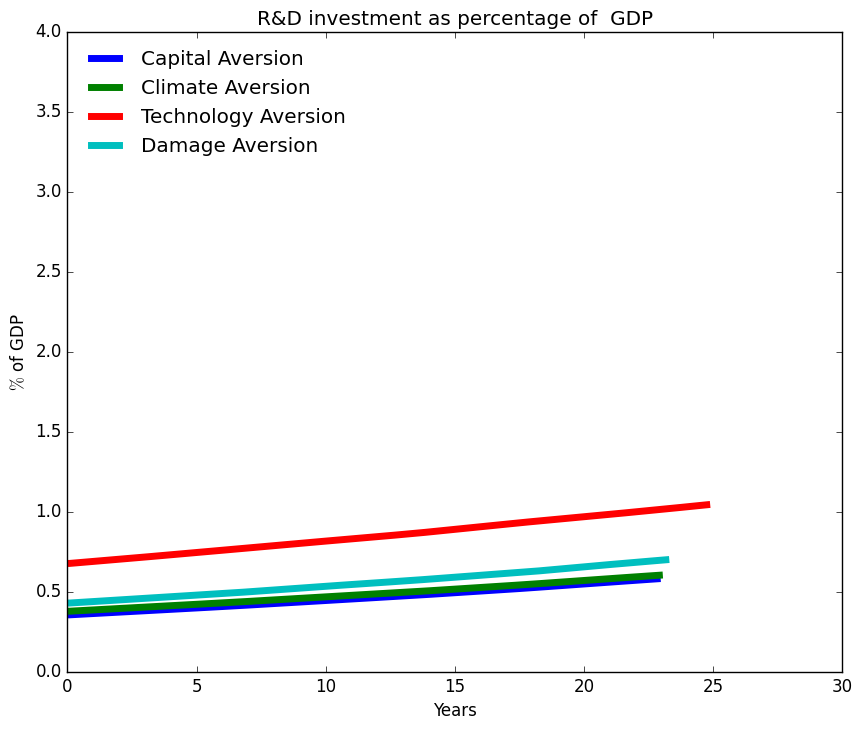 R&D investment as percentage of  GDP
Capital Aversion
Climate Aversion
Technology Aversion
Damage Aversion
% of GDP
4.0
3.5
3.0
2.5
2.0
1.5
1.0
0.5
0.0
0 5 10 15 20 25 30
Years